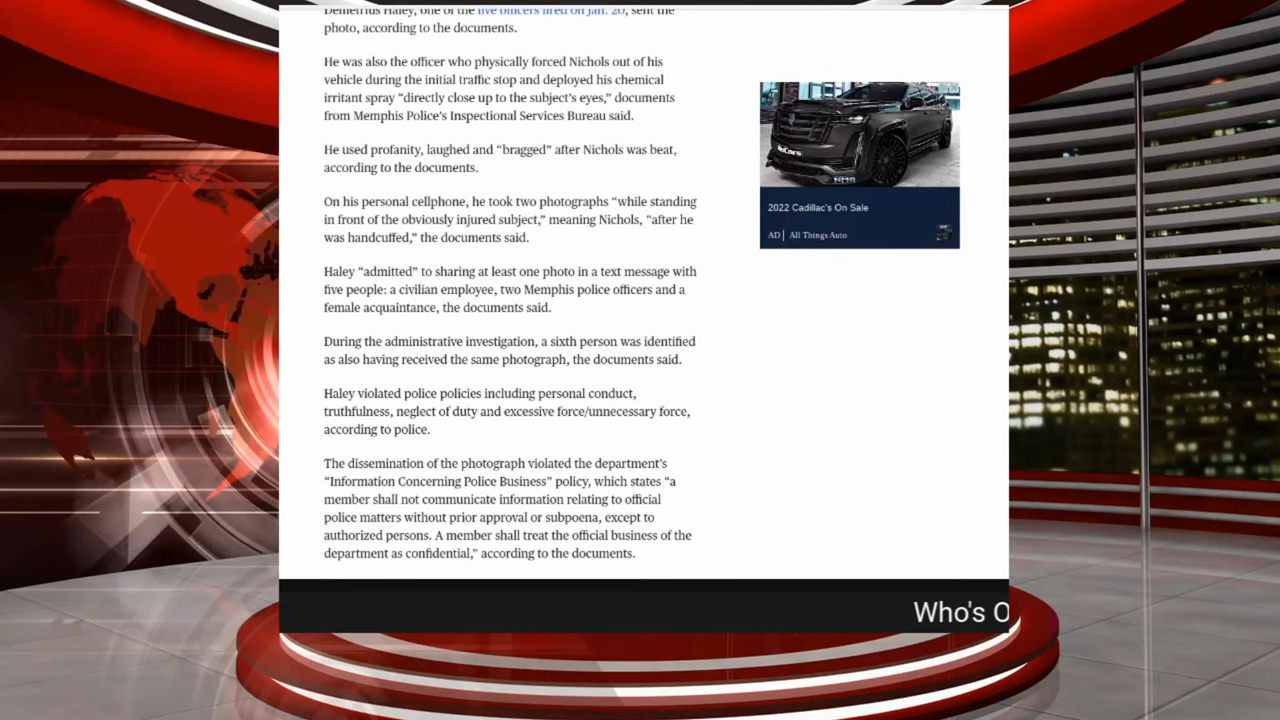 Demetrius Haley, one of the five officers fired on Jan. 20, sent the
photo, according to the documents.
He was also the officer who physically forced Nichols out of his
vehicle during the initial traffic stop and deployed his chemical
irritant spray “directly close up to the subject’s eyes,” documents
from Memphis Police’s Inspectional Services Bureau said.
He used profanity, laughed and “bragged” after Nichols was beat,
according to the documents.
On his personal cellphone, he took two photographs “while standing
in front of the obviously injured subject,” meaning Nichols, “after he
was handcuffed,” the documents said.
Haley “admitted” to sharing at least one photo in a text message with
five people: a civilian employee, two Memphis police officers and a
female acquaintance, the documents said.
During the administrative investigation, a sixth person was identified
as also having received the same photograph, the documents said.
Haley violated police policies including personal conduct,
truthfulness, neglect of duty and excessive force/unnecessary force,
according to police.
The dissemination of the photograph violated the department’s
“Information Concerning Police Business” policy, which states “a
member shall not communicate information relating to official
police matters without prior approval or subpoena, except to
authorized persons. A member shall treat the official business of the
department as confidential,” according to the documents.
2022 Cadillac's On Sale
AD | All Things Auto
Who's O